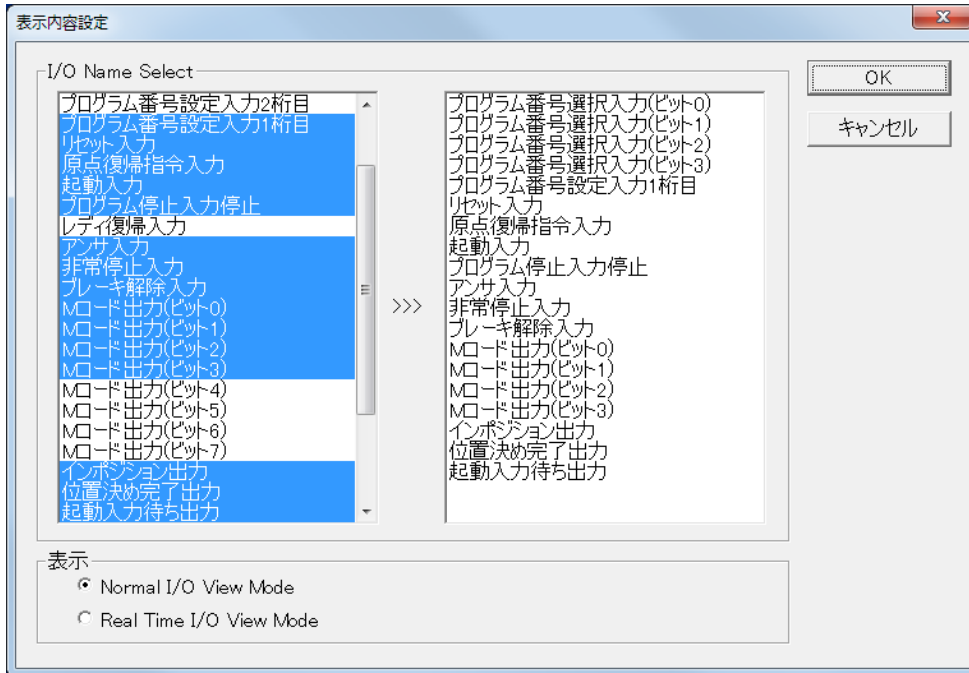 表示内容設定
I/O Name Select
プログラム番号設定入力2桁目
プログラム番号設定入力1桁目
リセット入力
原点復帰指令入力
起動入力
プログラム停止入力停止
レディ復帰入力
アンサ入力
非常停止入力
ブレーキ解除入力
Mコード出力(ビット0)
Mコード出力(ビット1)
Mコード出力(ビット2)
Mコード出力(ビット3)
Mコード出力(ビット4)
Mコード出力(ビット5)
Mコード出力(ビット6)
Mコード出力(ビット7)
インポジション出力
位置決め完了出力
起動入力待ち出力
>>>
プログラム番号選択入力(ビット0)
プログラム番号選択入力(ビット1)
プログラム番号選択入力(ビット2)
プログラム番号選択入力(ビット3)
プログラム番号設定入力1桁目
リセット入力
原点復帰指令入力
起動入力
プログラム停止入力停止
アンサ入力
非常停止入力
ブレーキ解除入力
Mコード出力(ビット0)
Mコード出力(ビット1)
Mコード出力(ビット2)
Mコード出力(ビット3)
インポジション出力
位置決め完了出力
起動入力待ち出力
OK
キャンセル
表示
Normal I/O View Mode
Real Time I/O View Mode